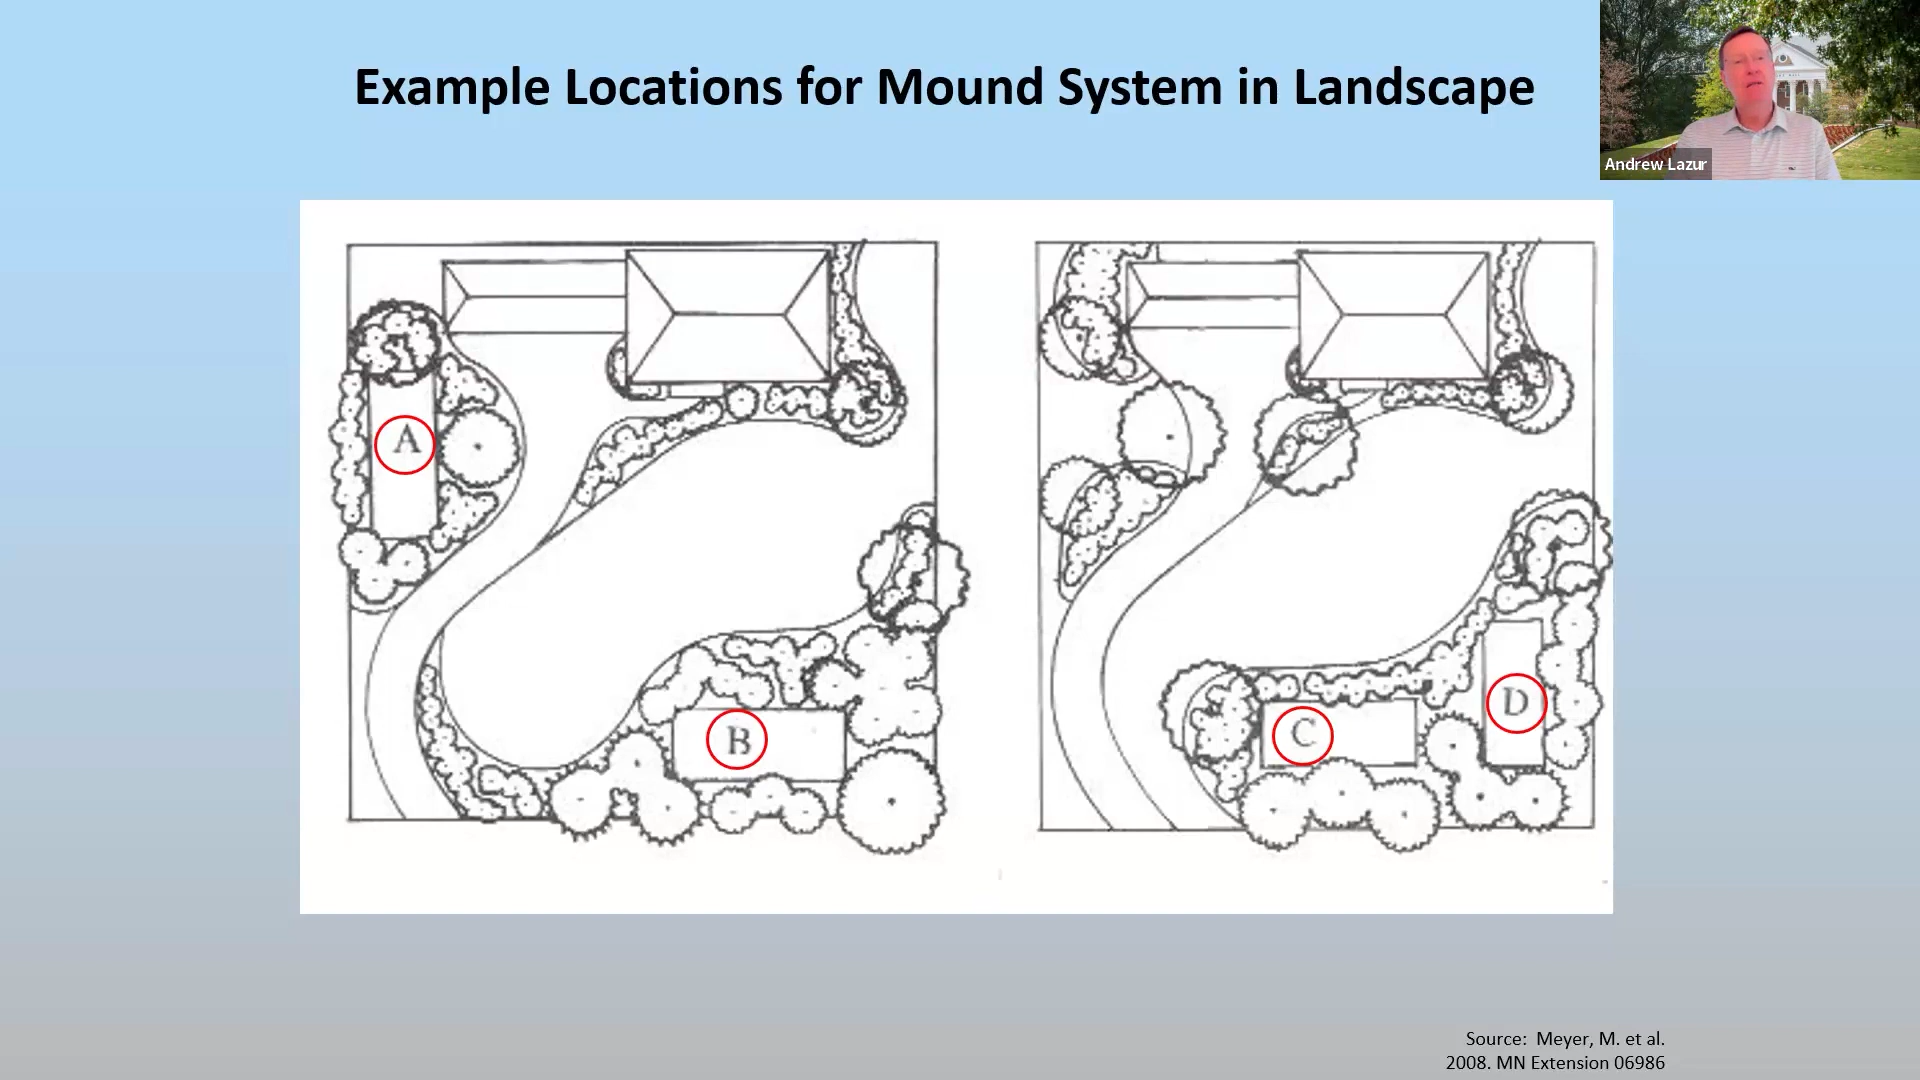 Example Locations for Mound System in Landscape
Andrew Lazur
A
B
C
D
Source: Meyer, M. et al.
2008. MN Extension 06986